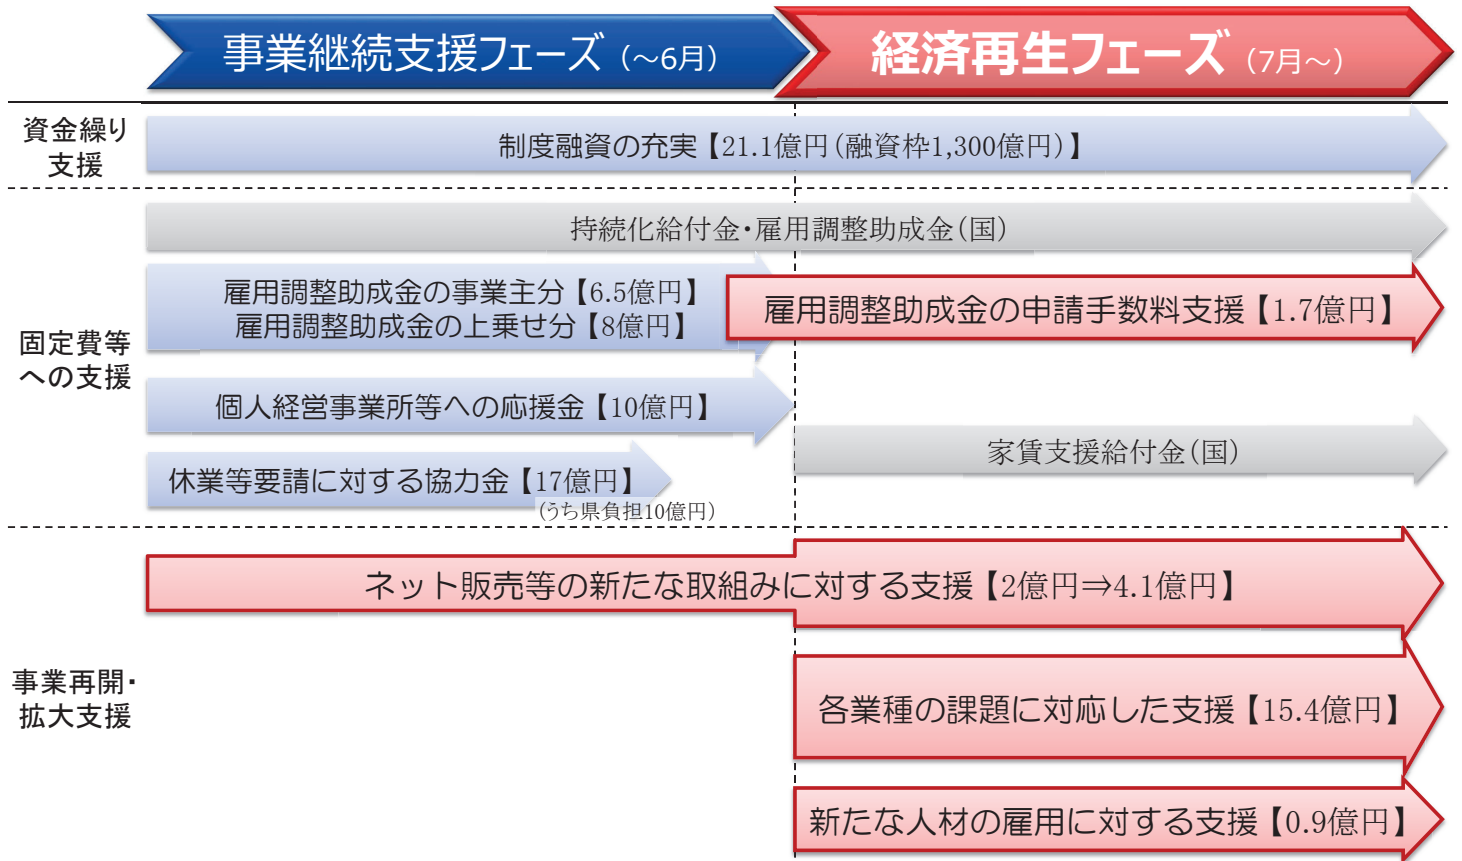 事業継続支援フェーズ（～6月）
経済再生フェーズ（7月～）
資金繰り
支援
制度融資の充実【21.1億円（融資枠1,300億円）】
固定費等
への支援
持続化給付金・雇用調整助成金（国）
雇用調整助成金の事業主分【6.5億円】
雇用調整助成金の上乗せ分【8億円】
雇用調整助成金の申請手数料支援【1.7億円】
個人経営事業所等への応援金【10億円】
家賃支援給付金（国）
休業等要請に対する協力金【17億円】
（うち県負担10億円）
事業再開・
拡大支援
ネット販売等の新たな取組みに対する支援【2億円⇒4.1億円】
各業種の課題に対応した支援【15.4億円】
新たな人材の雇用に対する支援【0.9億円】